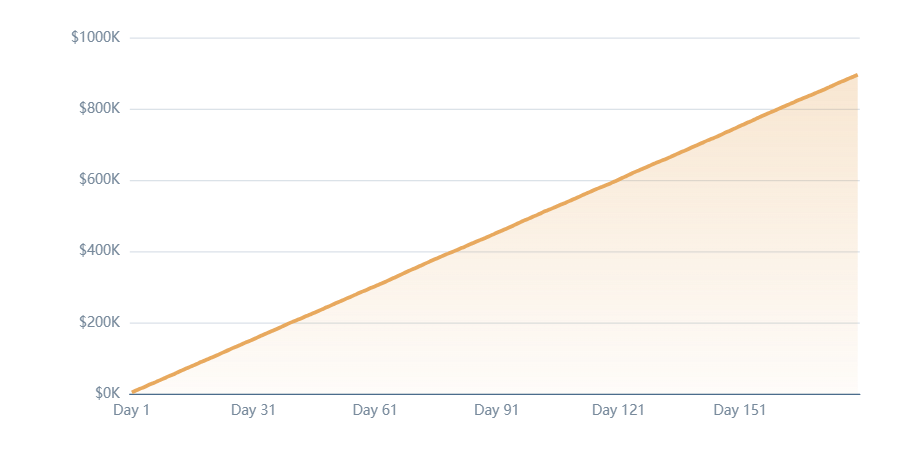 $1000K
$800K
$600K
$400K
$200K
$0K
Day 1 Day 31 Day 61 Day 91 Day 121 Day 151